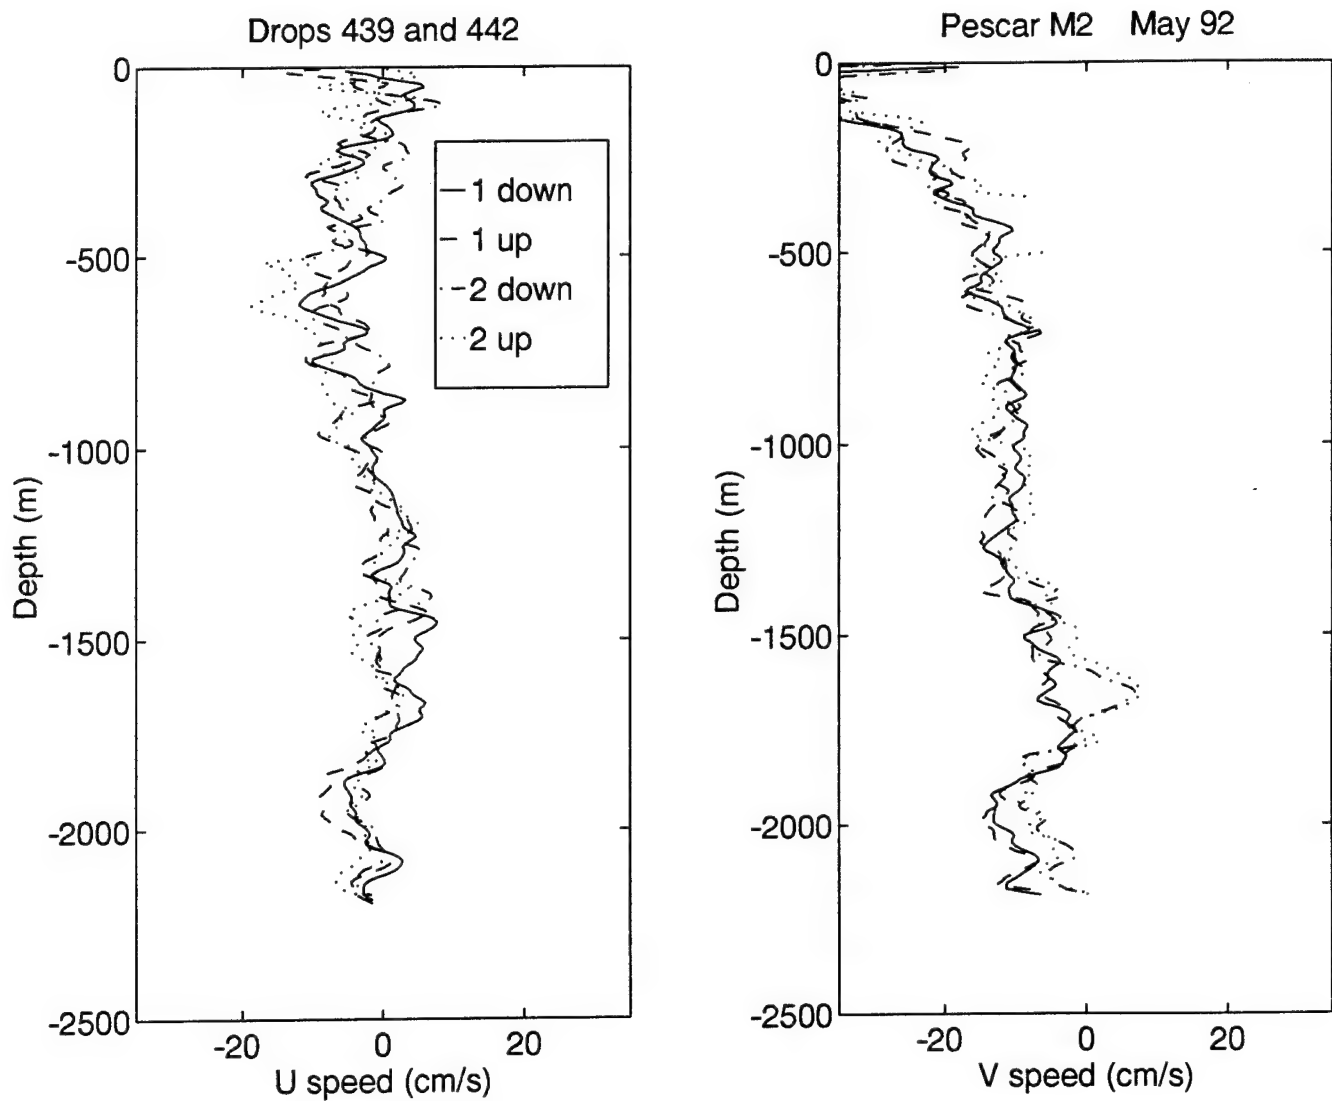 Drops 439 and 442
0
-500
-1000
-1500
-2000
-2500
-20 0 20
U speed (cm/s)
Depth (m)
1 down
1 up
2 down
2 up
Pescar M2 May 92
0
-500
-1000
-1500
-2000
-2500
-20 0 20
V speed (cm/s)
Depth (m)